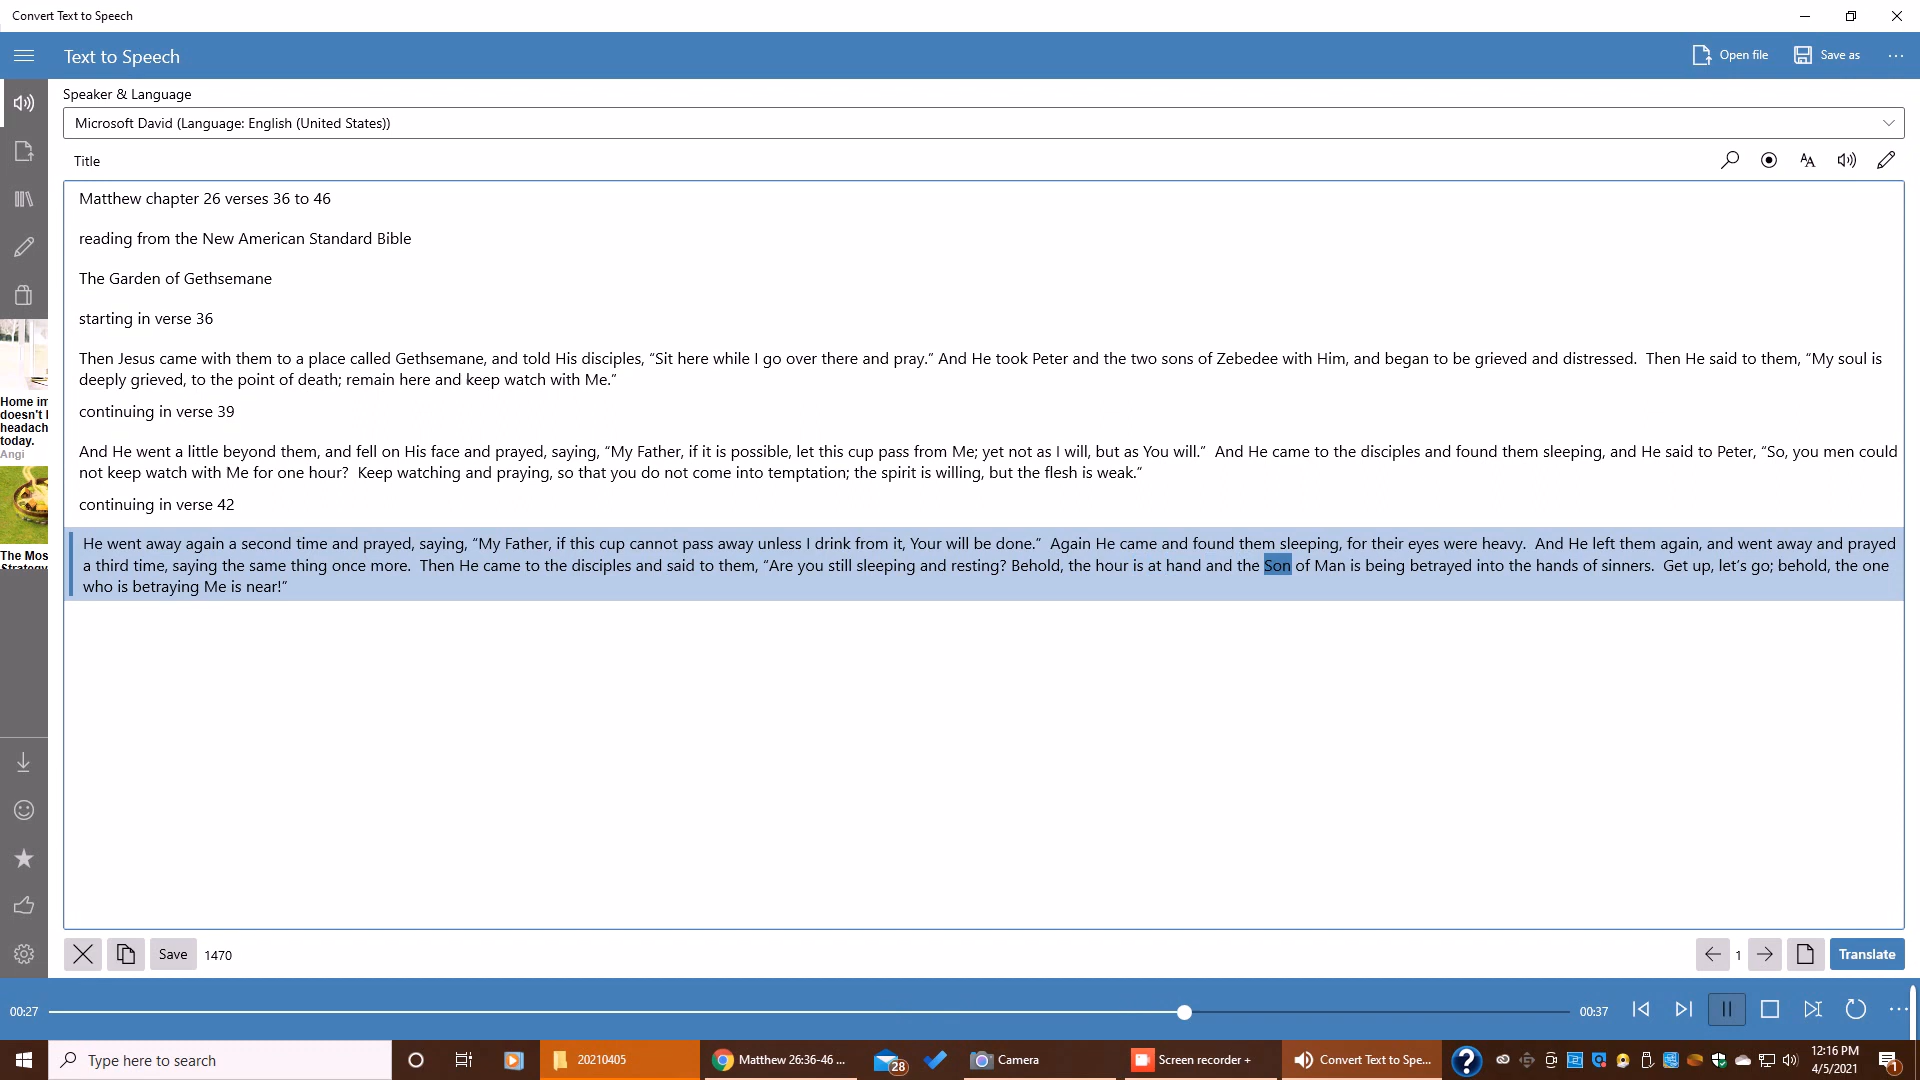 Convert Text to Speech
Text to Speech
Open file
Save as
Speaker & Language
Microsoft David (Language: English (United States))
Title
Matthew chapter 26 verses 36 to 46
reading from the New American Standard Bible
The Garden of Gethsemane
starting in verse 36
Then Jesus came with them to a place called Gethsemane, and told His disciples, “Sit here while I go over there and pray.” And He took Peter and the two sons of Zebedee with Him, and began to be grieved and distressed.  Then He said to them, “My soul is
deeply grieved, to the point of death; remain here and keep watch with Me.”
continuing in verse 39
And He went a little beyond them, and fell on His face and prayed, saying, “My Father, if it is possible, let this cup pass from Me; yet not as I will, but as You will.”  And He came to the disciples and found them sleeping, and He said to Peter, “So, you men could
not keep watch with Me for one hour?  Keep watching and praying, so that you do not come into temptation; the spirit is willing, but the flesh is weak.”
continuing in verse 42
He went away again a second time and prayed, saying, “My Father, if this cup cannot pass away unless I drink from it, Your will be done.”  Again He came and found them sleeping, for their eyes were heavy.  And He left them again, and went away and prayed
a third time, saying the same thing once more.  Then He came to the disciples and said to them, “Are you still sleeping and resting? Behold, the hour is at hand and the Son of Man is being betrayed into the hands of sinners.  Get up, let’s go; behold, the one
who is betraying Me is near!”
Home im
doesn't
headach
today.
Angi
The Mos
Strategy
Save
1470
1
Translate
00:27
00:37
Type here to search
20210405
Matthew 26:36-46 ...
28
Camera
Screen recorder +
Convert Text to Spe...
12:16 PM
4/5/2021
1